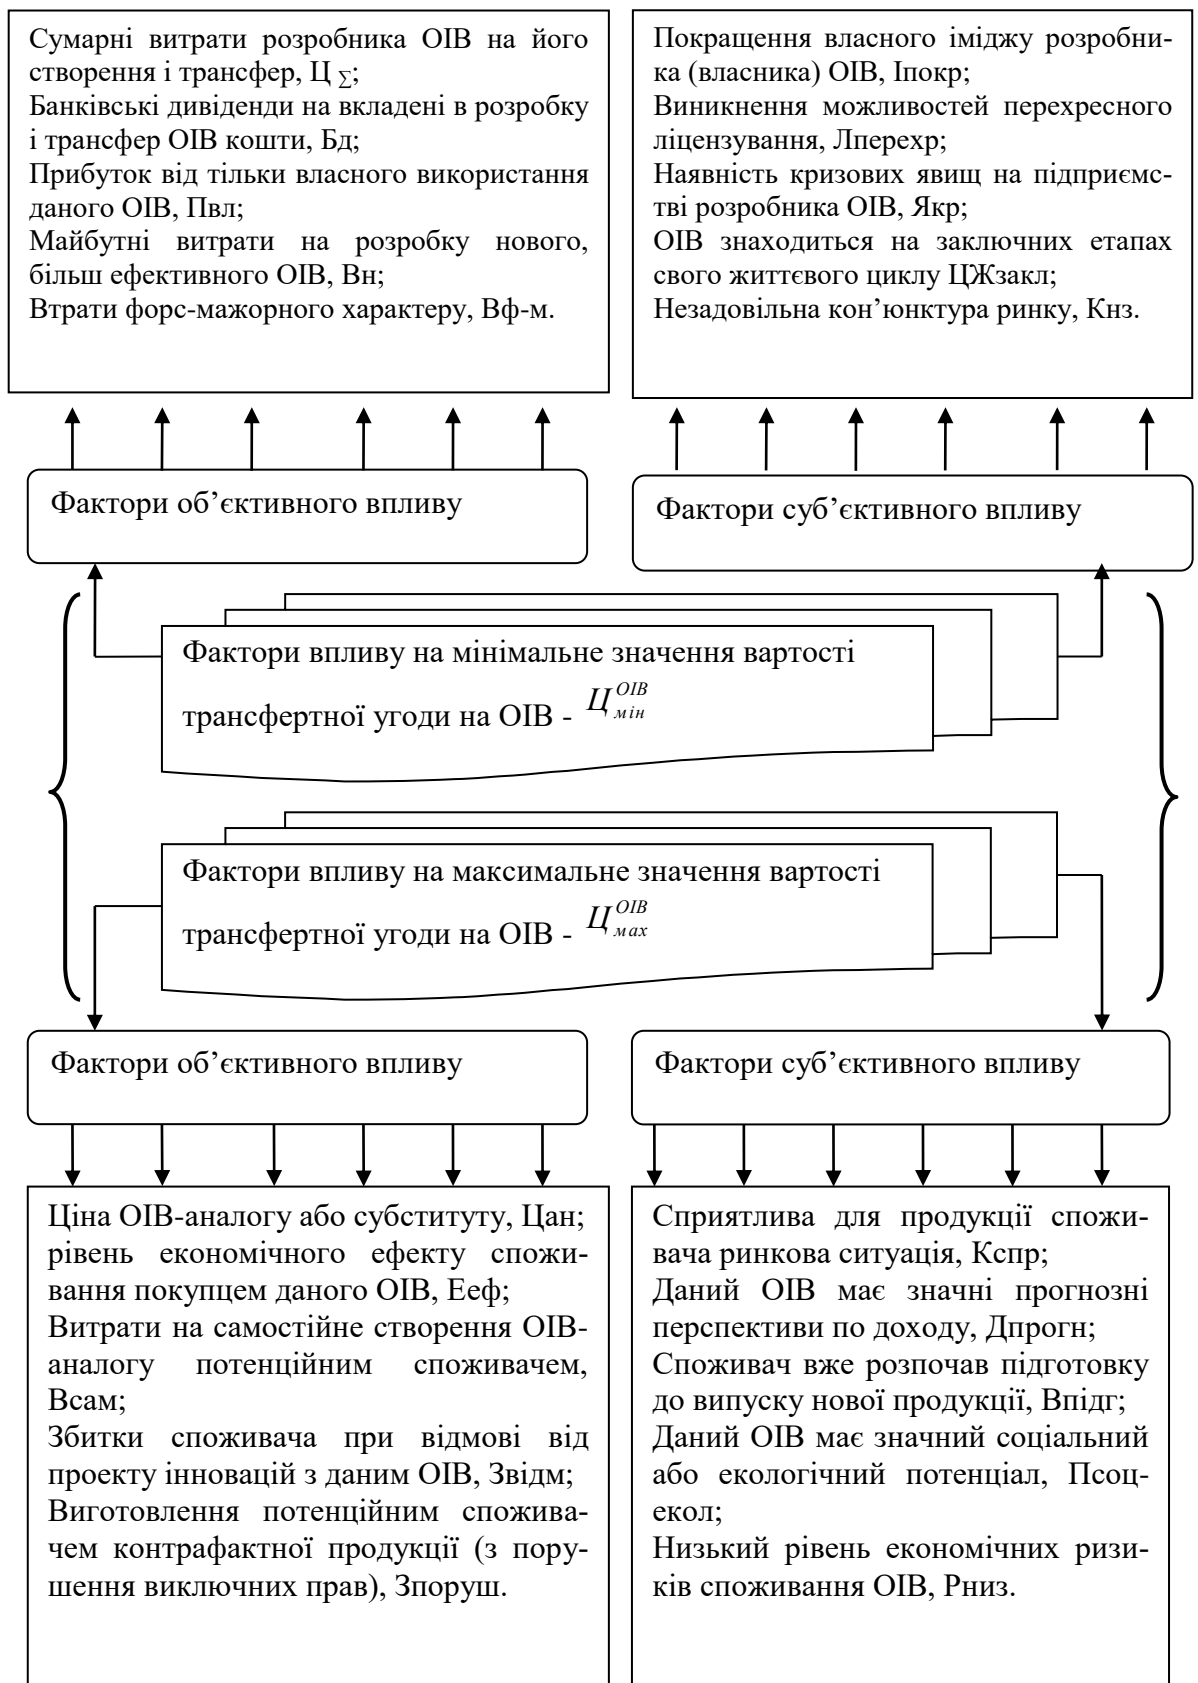 Сумарні витрати розробника ОІВ на його
створення і трансфер, Ц ∑;
Банківські дивіденди на вкладені в розробку
і трансфер ОІВ кошти, Бд;
Прибуток від тільки власного використання
даного ОІВ, Пвл;
Майбутні витрати на розробку нового,
більш ефективного ОІВ, Вн;
Втрати форс-мажорного характеру, Вф-м.
Покращення власного іміджу розробни-
ка (власника) ОІВ, Іпокр;
Виникнення можливостей перехресного
ліцензування, Лперехр;
Наявність кризових явищ на підприємс-
тві розробника ОІВ, Якр;
ОІВ знаходиться на заключних етапах
свого життєвого циклу ЦЖзакл;
Незадовільна кон’юнктура ринку, Кнз.
Фактори об’єктивного впливу
Фактори суб’єктивного впливу
Фактори впливу на мінімальне значення вартості
трансфертної угоди на ОІВ - Ц мін ОІВ
Фактори впливу на максимальне значення вартості
трансфертної угоди на ОІВ - Ц мах ОІВ
Фактори об’єктивного впливу
Фактори суб’єктивного впливу
Ціна ОІВ-аналогу або субституту, Цан;
рівень економічного ефекту спожи-
вання покупцем даного ОІВ, Ееф;
Витрати на самостійне створення ОІВ-
аналогу потенційним споживачем,
Всам;
Збитки споживача при відмові від
проекту інновацій з даним ОІВ, Звідм;
Виготовлення потенційним спожива-
чем контрафактної продукції (з пору-
шення виключних прав), Зпоруш.
Сприятлива для продукції спожи-
вача ринкова ситуація, Кспр;
Даний ОІВ має значні прогнозні
перспективи по доходу, Дпрогн;
Споживач вже розпочав підготовку
до випуску нової продукції, Впідг;
Даний ОІВ має значний соціальний
або екологічний потенціал, Псоц-
екол;
Низький рівень економічних ризи-
ків споживання ОІВ, Рниз.